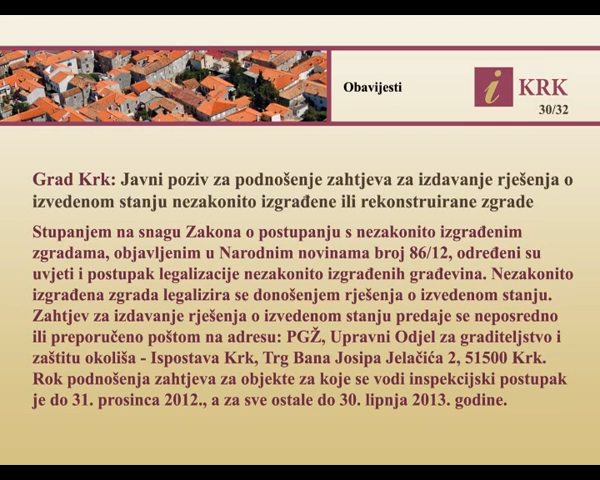 Obavijesti
i KRK
30/32
Grad Krk: Javni poziv za podnošenje zahtjeva za izdavanje rješenja o
izvedenom stanju nezakonito izgrađene ili rekonstruirane zgrade
Stupanjem na snagu Zakona o postupanju s nezakonito izgrađenim
zgradama, objavljenim u Narodnim novinama broj 86/12, određeni su
uvjeti i postupak legalizacije nezakonito izgrađenih građevina. Nezakonito
izgrađena zgrada legalizira se donošenjem rješenja o izvedenom stanju.
Zahtjev za izdavanje rješenja o izvedenom stanju predaje se neposredno
ili preporučeno poštom na adresu: PGŽ, Upravni Odjel za graditeljstvo i
zaštitu okoliša - Ispostava Krk, Trg Bana Josipa Jelačića 2, 51500 Krk.
Rok podnošenja zahtjeva za objekte za koje se vodi inspekcijski postupak
je do 31. prosinca 2012., a za sve ostale do 30. lipnja 2013. godine.